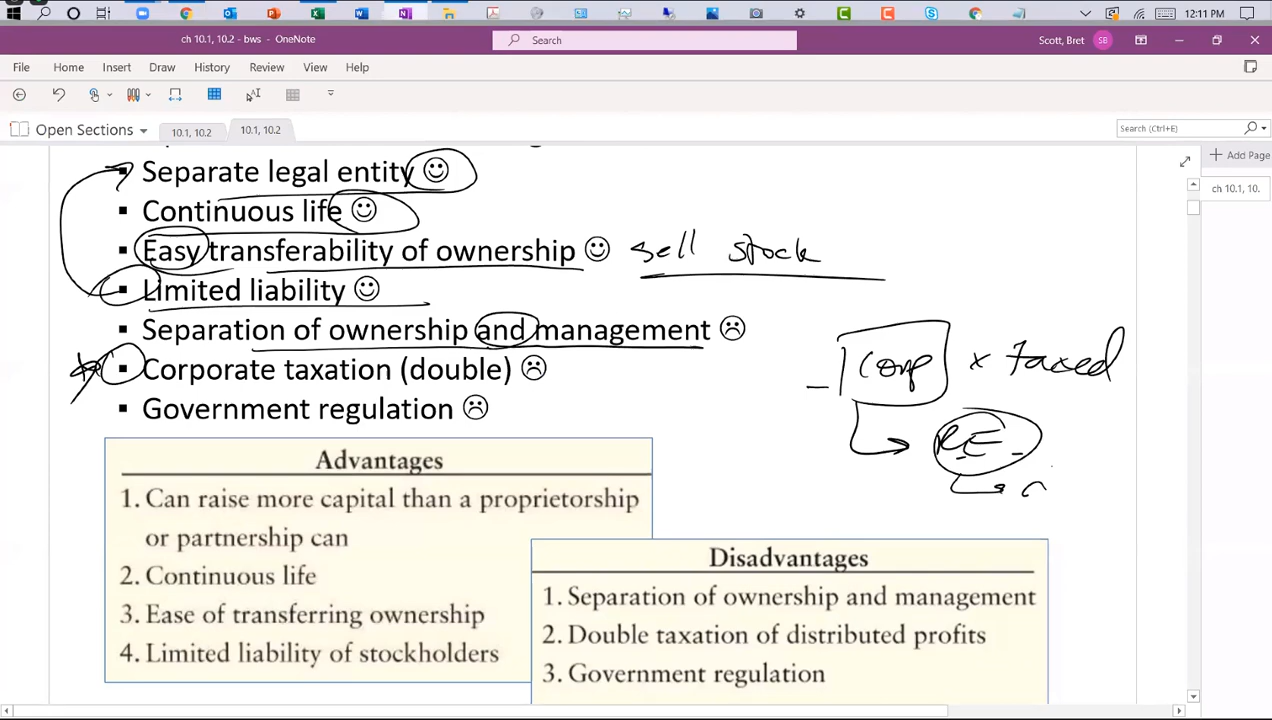 12:11 PM
ch 10.1, 10.2 - bws - OneNote
Search
Scott, Bret
SB
File Home Insert Draw History Review View Help
Open Sections
10.1, 10.2
10.1, 10.2
Search (Ctrl+E)
Add Page
ch 10.1, 10.
▪ Separate legal entity ☺
▪ Continuous life ☺
▪ Easy transferability of ownership ☺ sell stock
▪ Limited liability ☺
▪ Separation of ownership and management ☹
▪ Corporate taxation (double) ☹
▪ Government regulation ☹
corp x taxed
RE
Advantages
1. Can raise more capital than a proprietorship
or partnership can
2. Continuous life
3. Ease of transferring ownership
4. Limited liability of stockholders
Disadvantages
1. Separation of ownership and management
2. Double taxation of distributed profits
3. Government regulation